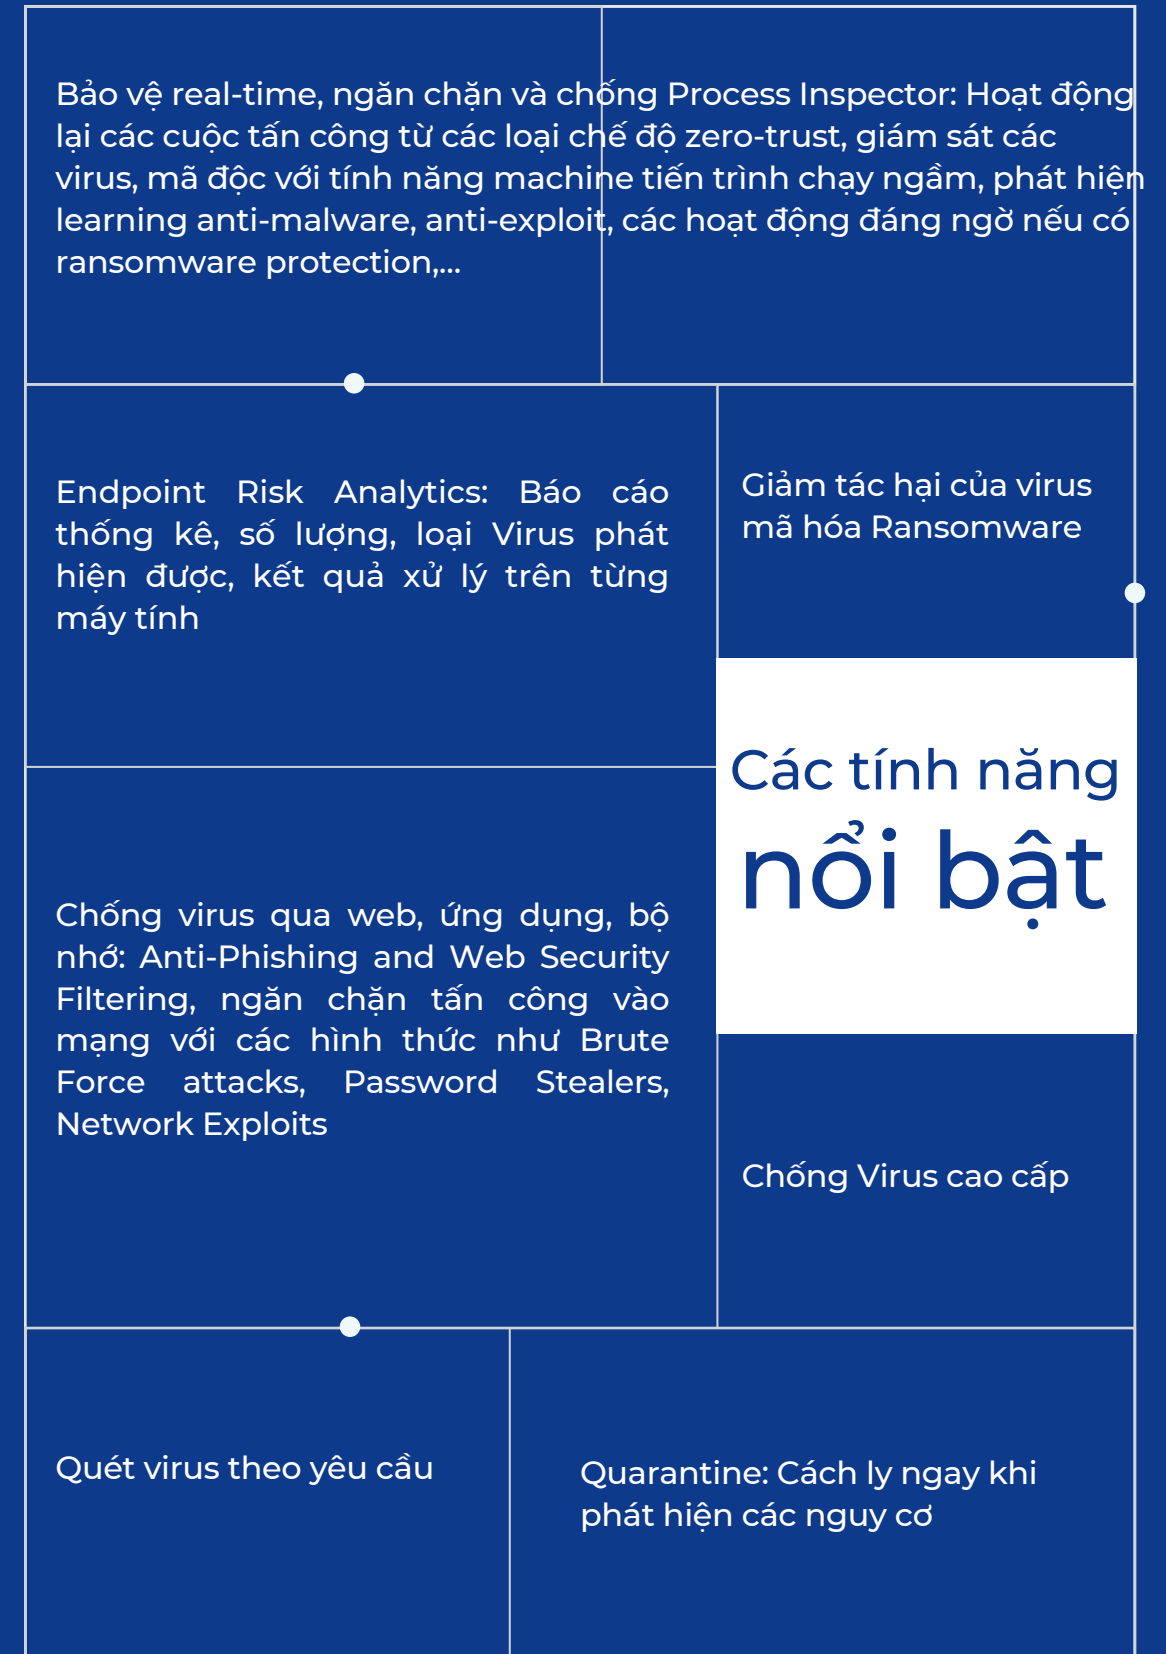 Bảo vệ real-time, ngăn chặn và chống Process Inspector: Hoạt động
lại các cuộc tấn công từ các loại chế độ zero-trust, giám sát các
virus, mã độc với tính năng machine tiến trình chạy ngầm, phát hiện
learning anti-malware, anti-exploit, các hoạt động đáng ngờ nếu có
ransomware protection,...
Endpoint Risk Analytics: Báo cáo
thống kê, số lượng, loại Virus phát
hiện được, kết quả xử lý trên từng
máy tính
Giảm tác hại của virus
mã hóa Ransomware
Các tính năng
nổi bật
Chống virus qua web, ứng dụng, bộ
nhớ: Anti-Phishing and Web Security
Filtering, ngăn chặn tấn công vào
mạng với các hình thức như Brute
Force attacks, Password Stealers,
Network Exploits
Chống Virus cao cấp
Quét virus theo yêu cầu
Quarantine: Cách ly ngay khi
phát hiện các nguy cơ